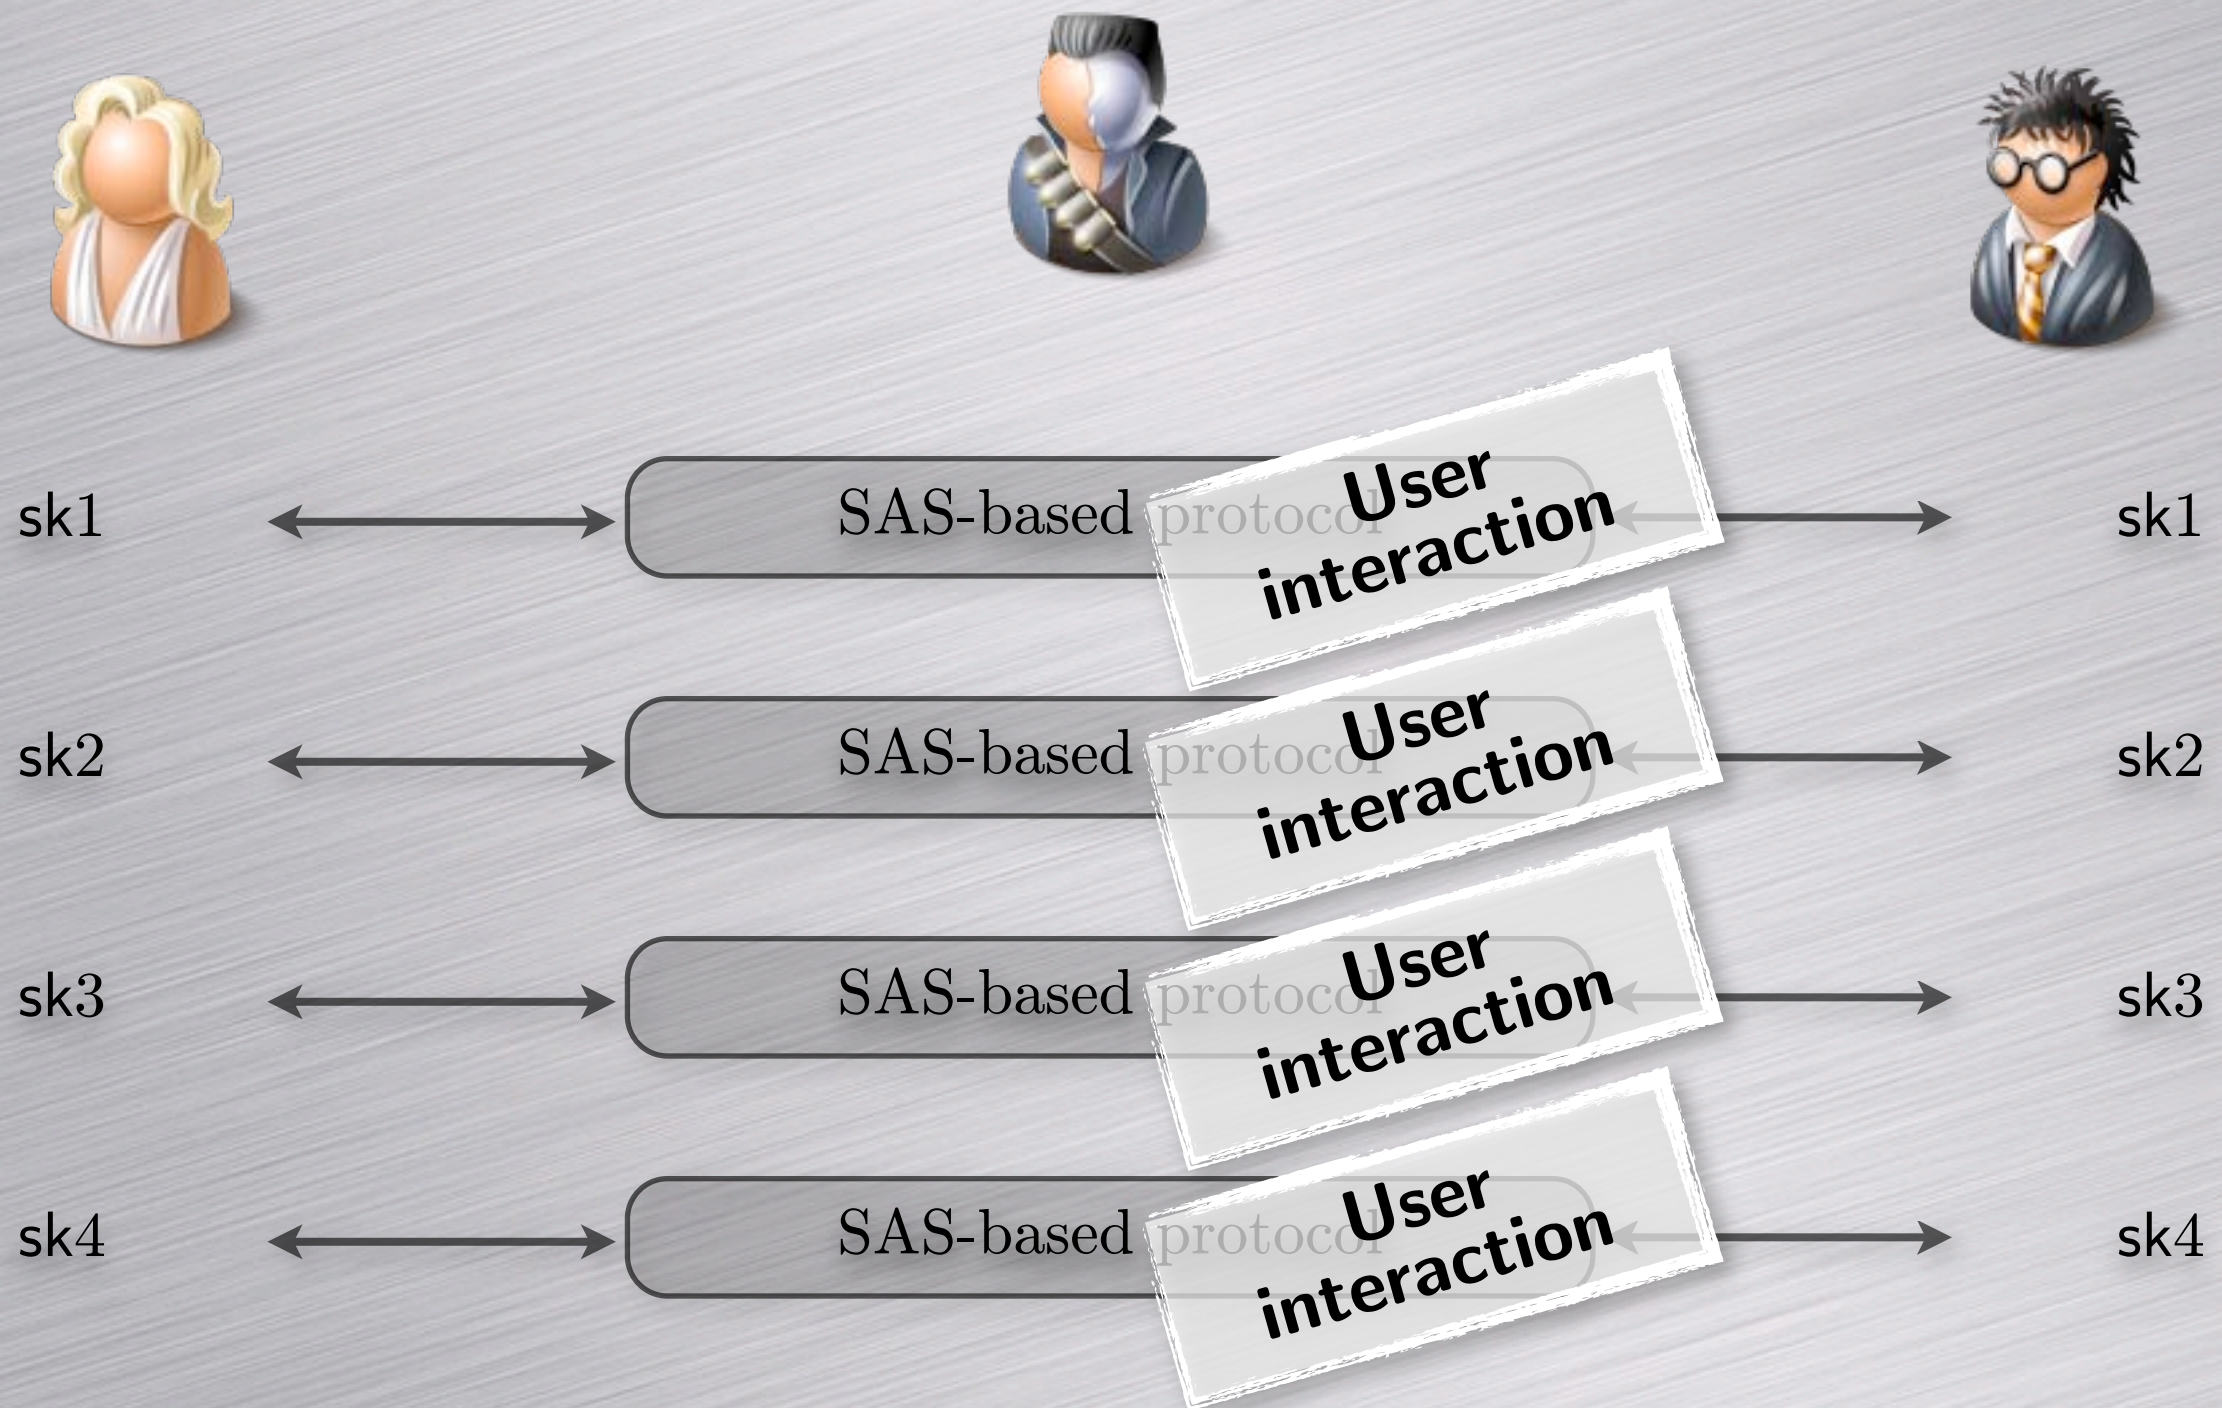 sk1 SAS-based protocol User interaction sk1
sk2 SAS-based protocol User interaction sk2
sk3 SAS-based protocol User interaction sk3
sk4 SAS-based protocol User interaction sk4